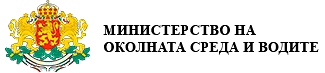 МИНИСТЕРСТВО НА
ОКОЛНАТА СРЕДА И ВОДИТЕ